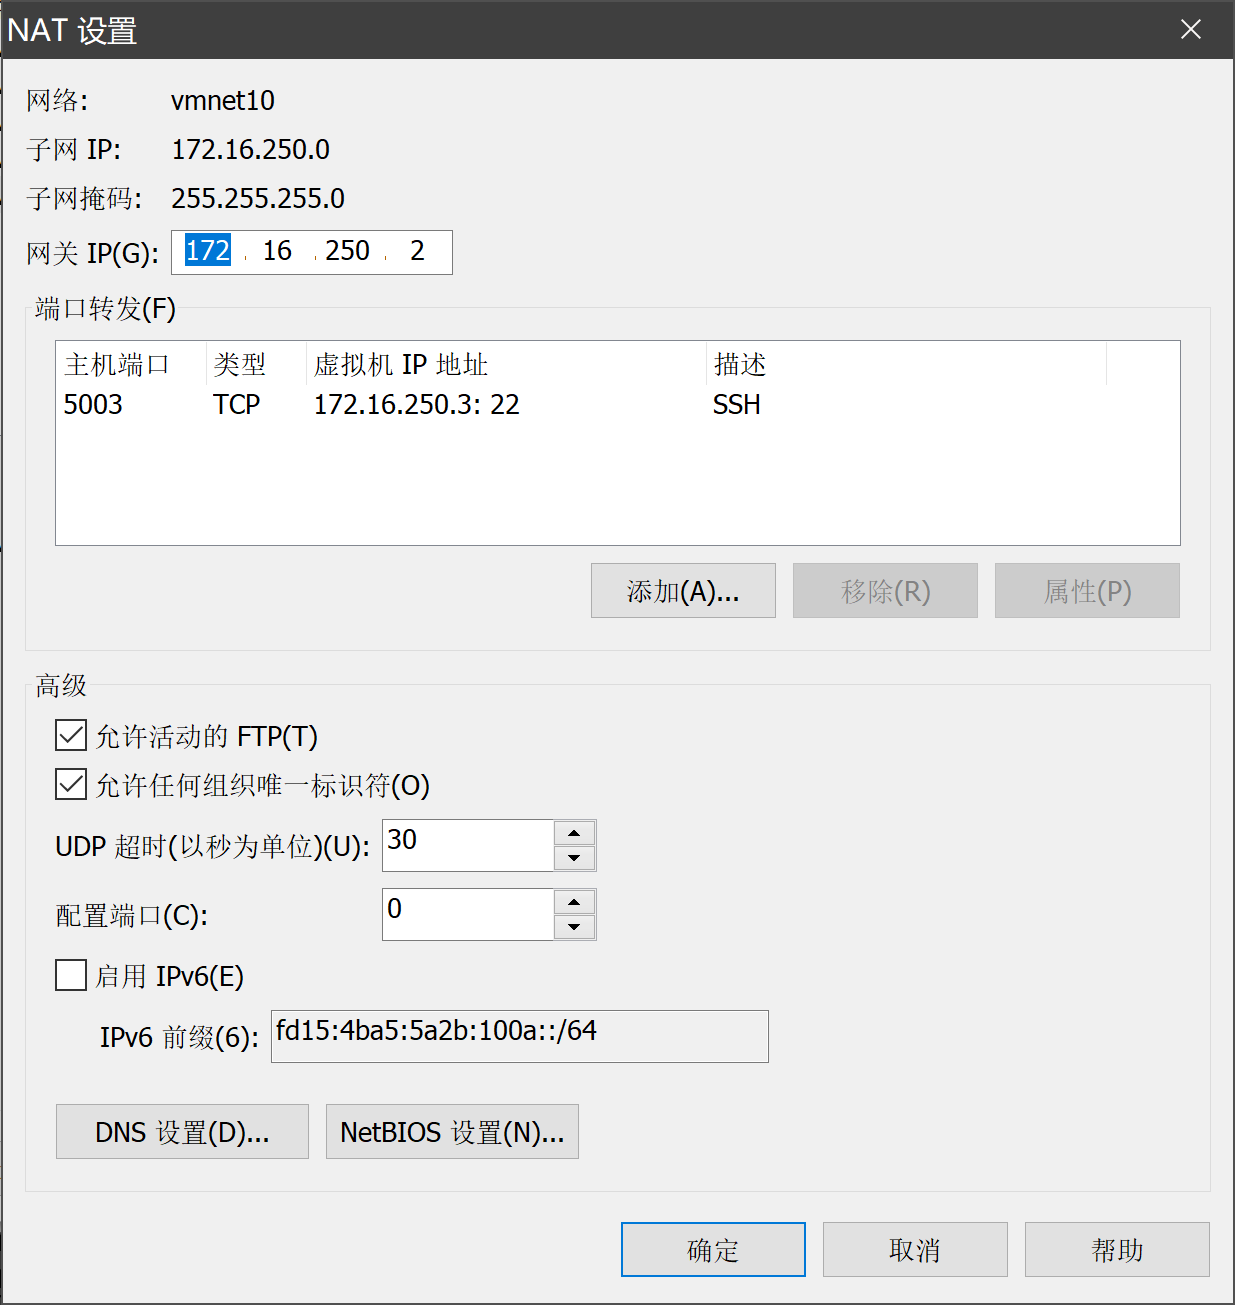 NAT 设置
网络: vmnet10
子网 IP: 172.16.250.0
子网掩码: 255.255.255.0
网关 IP(G): 172 . 16 . 250 . 2
端口转发(F)
主机端口 类型 虚拟机 IP 地址 描述
5003 TCP 172.16.250.3: 22 SSH
添加(A)... 移除(R) 属性(P)
高级
允许活动的 FTP(T)
允许任何组织唯一标识符(O)
UDP 超时(以秒为单位)(U): 30
配置端口(C): 0
启用 IPv6(E)
IPv6 前缀(6): fd15:4ba5:5a2b:100a::/64
DNS 设置(D)... NetBIOS 设置(N)...
确定 取消 帮助